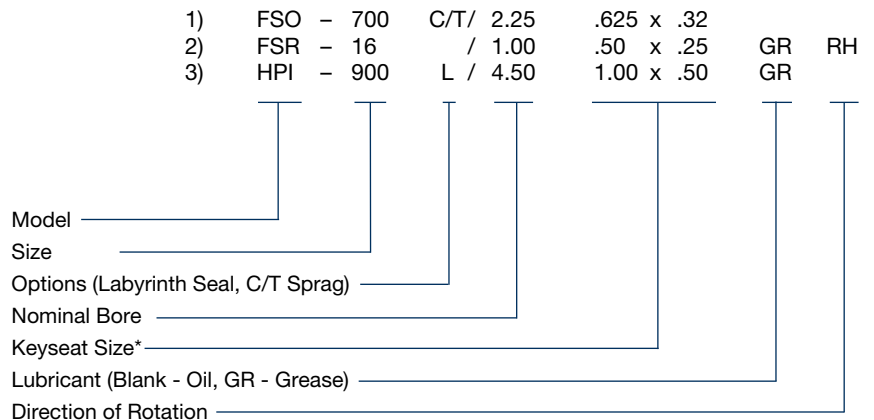 1) FSO – 700 C/T/ 2.25 .625 x .32
2) FSR – 16 / 1.00 .50 x .25 GR RH
3) HPI – 900 L / 4.50 1.00 x .50 GR
Model
Size
Options (Labyrinth Seal, C/T Sprag)
Nominal Bore
Keyseat Size*
Lubricant (Blank - Oil, GR - Grease)
Direction of Rotation